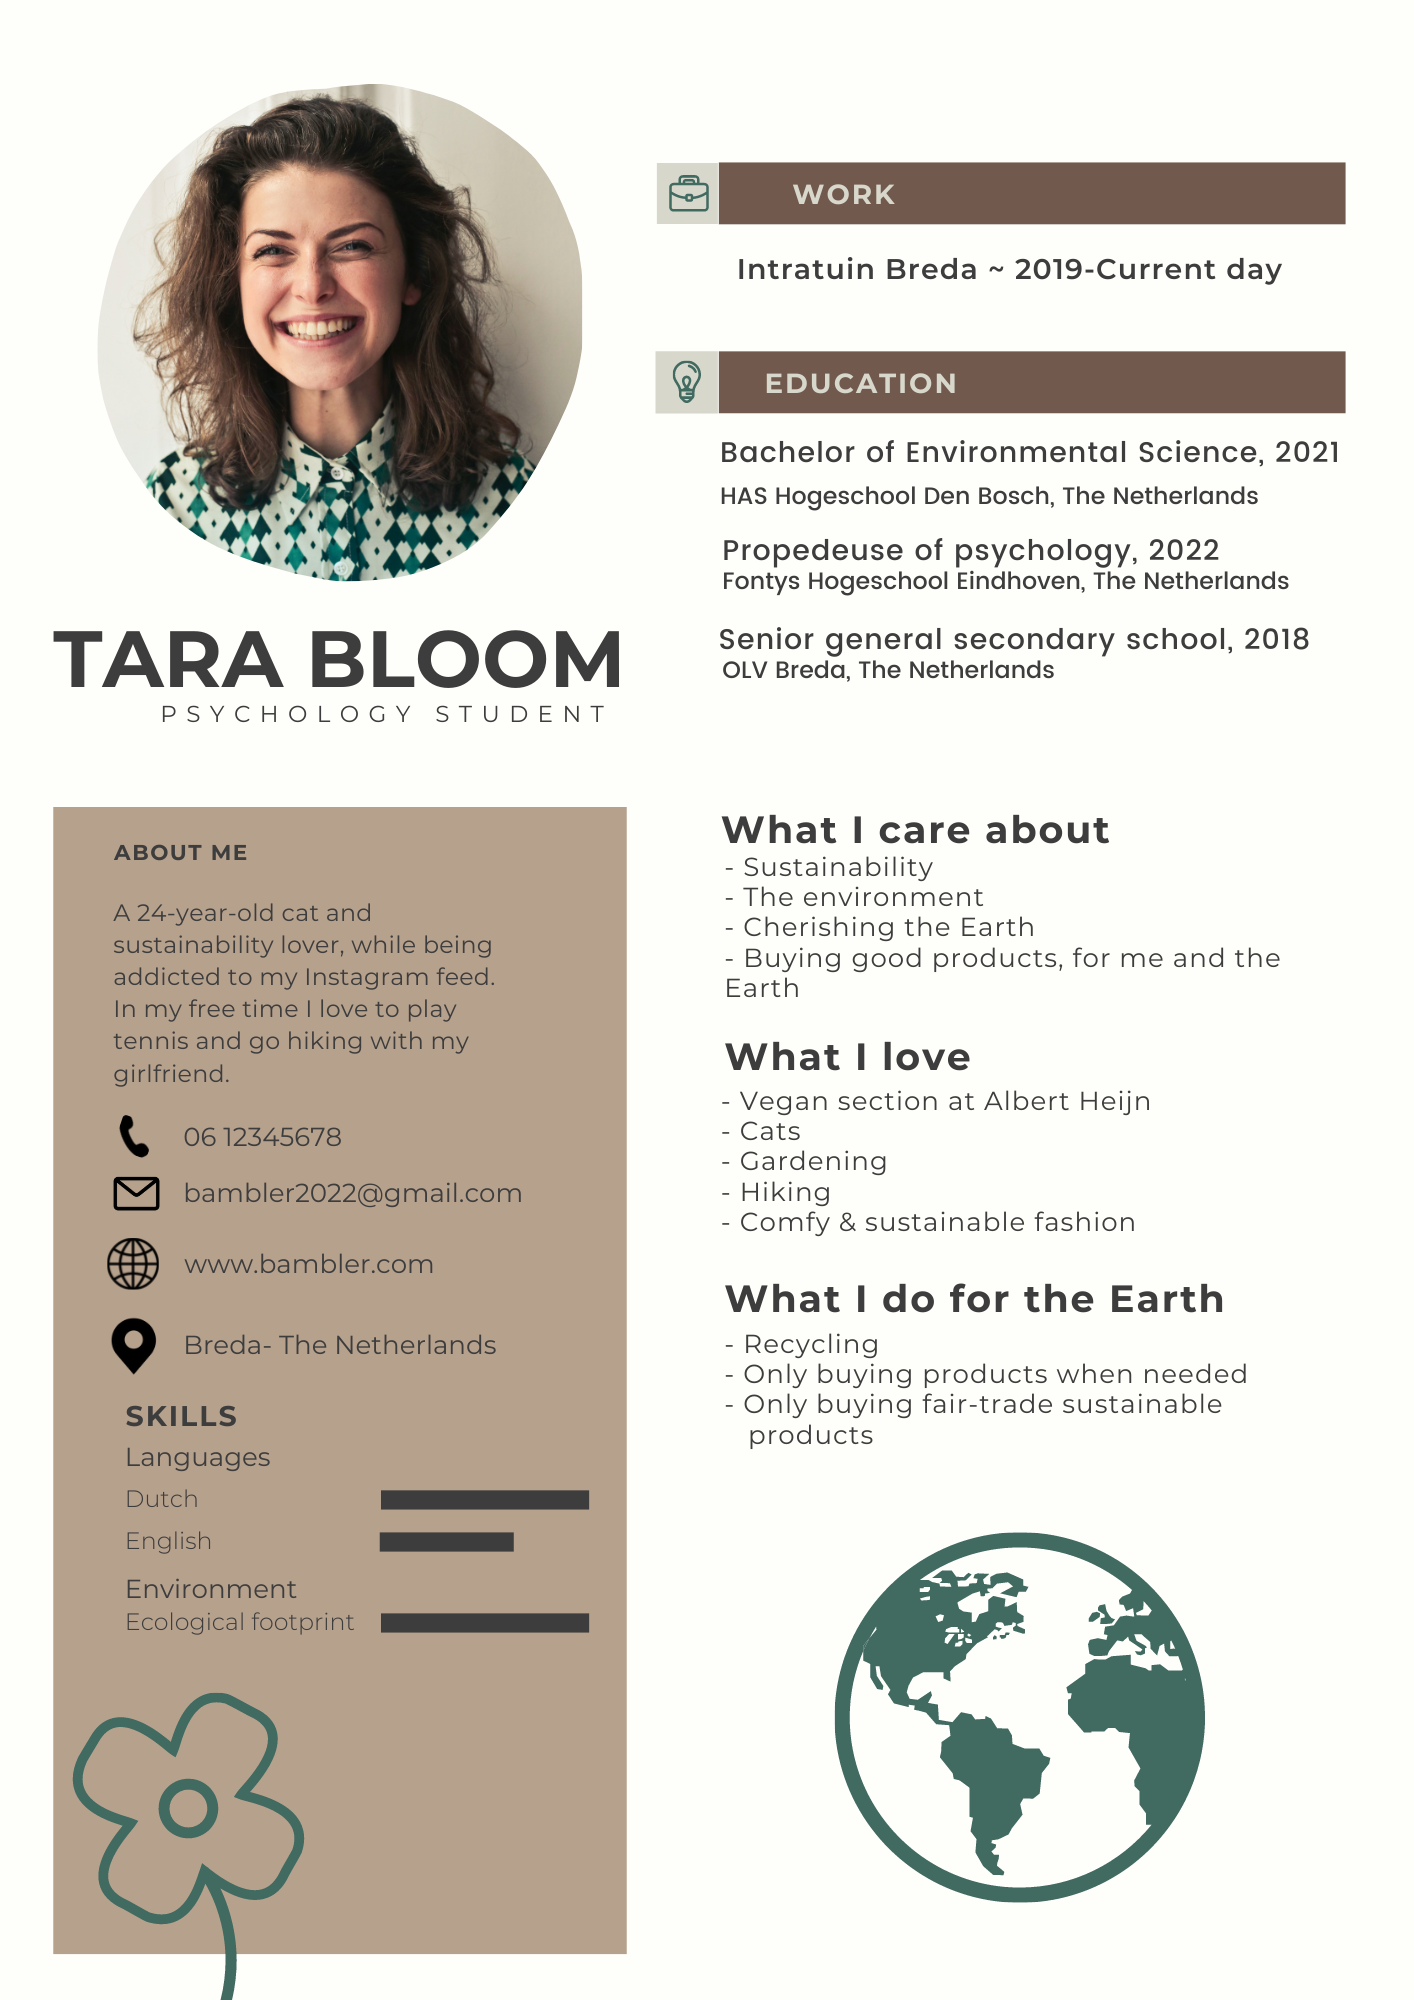 TARA BLOOM
PSYCHOLOGY STUDENT
ABOUT ME
A 24-year-old cat and
sustainability lover, while being
addicted to my Instagram feed.
In my free time I love to play
tennis and go hiking with my
girlfriend.
06 12345678
bambler2022@gmail.com
www.bambler.com
Breda- The Netherlands
SKILLS
Languages
Dutch
English
Environment
Ecological footprint
WORK
Intratuin Breda ~ 2019-Current day
EDUCATION
Bachelor of Environmental Science, 2021
HAS Hogeschool Den Bosch, The Netherlands
Propedeuse of psychology, 2022
Fontys Hogeschool Eindhoven, The Netherlands
Senior general secondary school, 2018
OLV Breda, The Netherlands
What I care about
- Sustainability
- The environment
- Cherishing the Earth
- Buying good products, for me and the
Earth
What I love
- Vegan section at Albert Heijn
- Cats
- Gardening
- Hiking
- Comfy & sustainable fashion
What I do for the Earth
- Recycling
- Only buying products when needed
- Only buying fair-trade sustainable
products